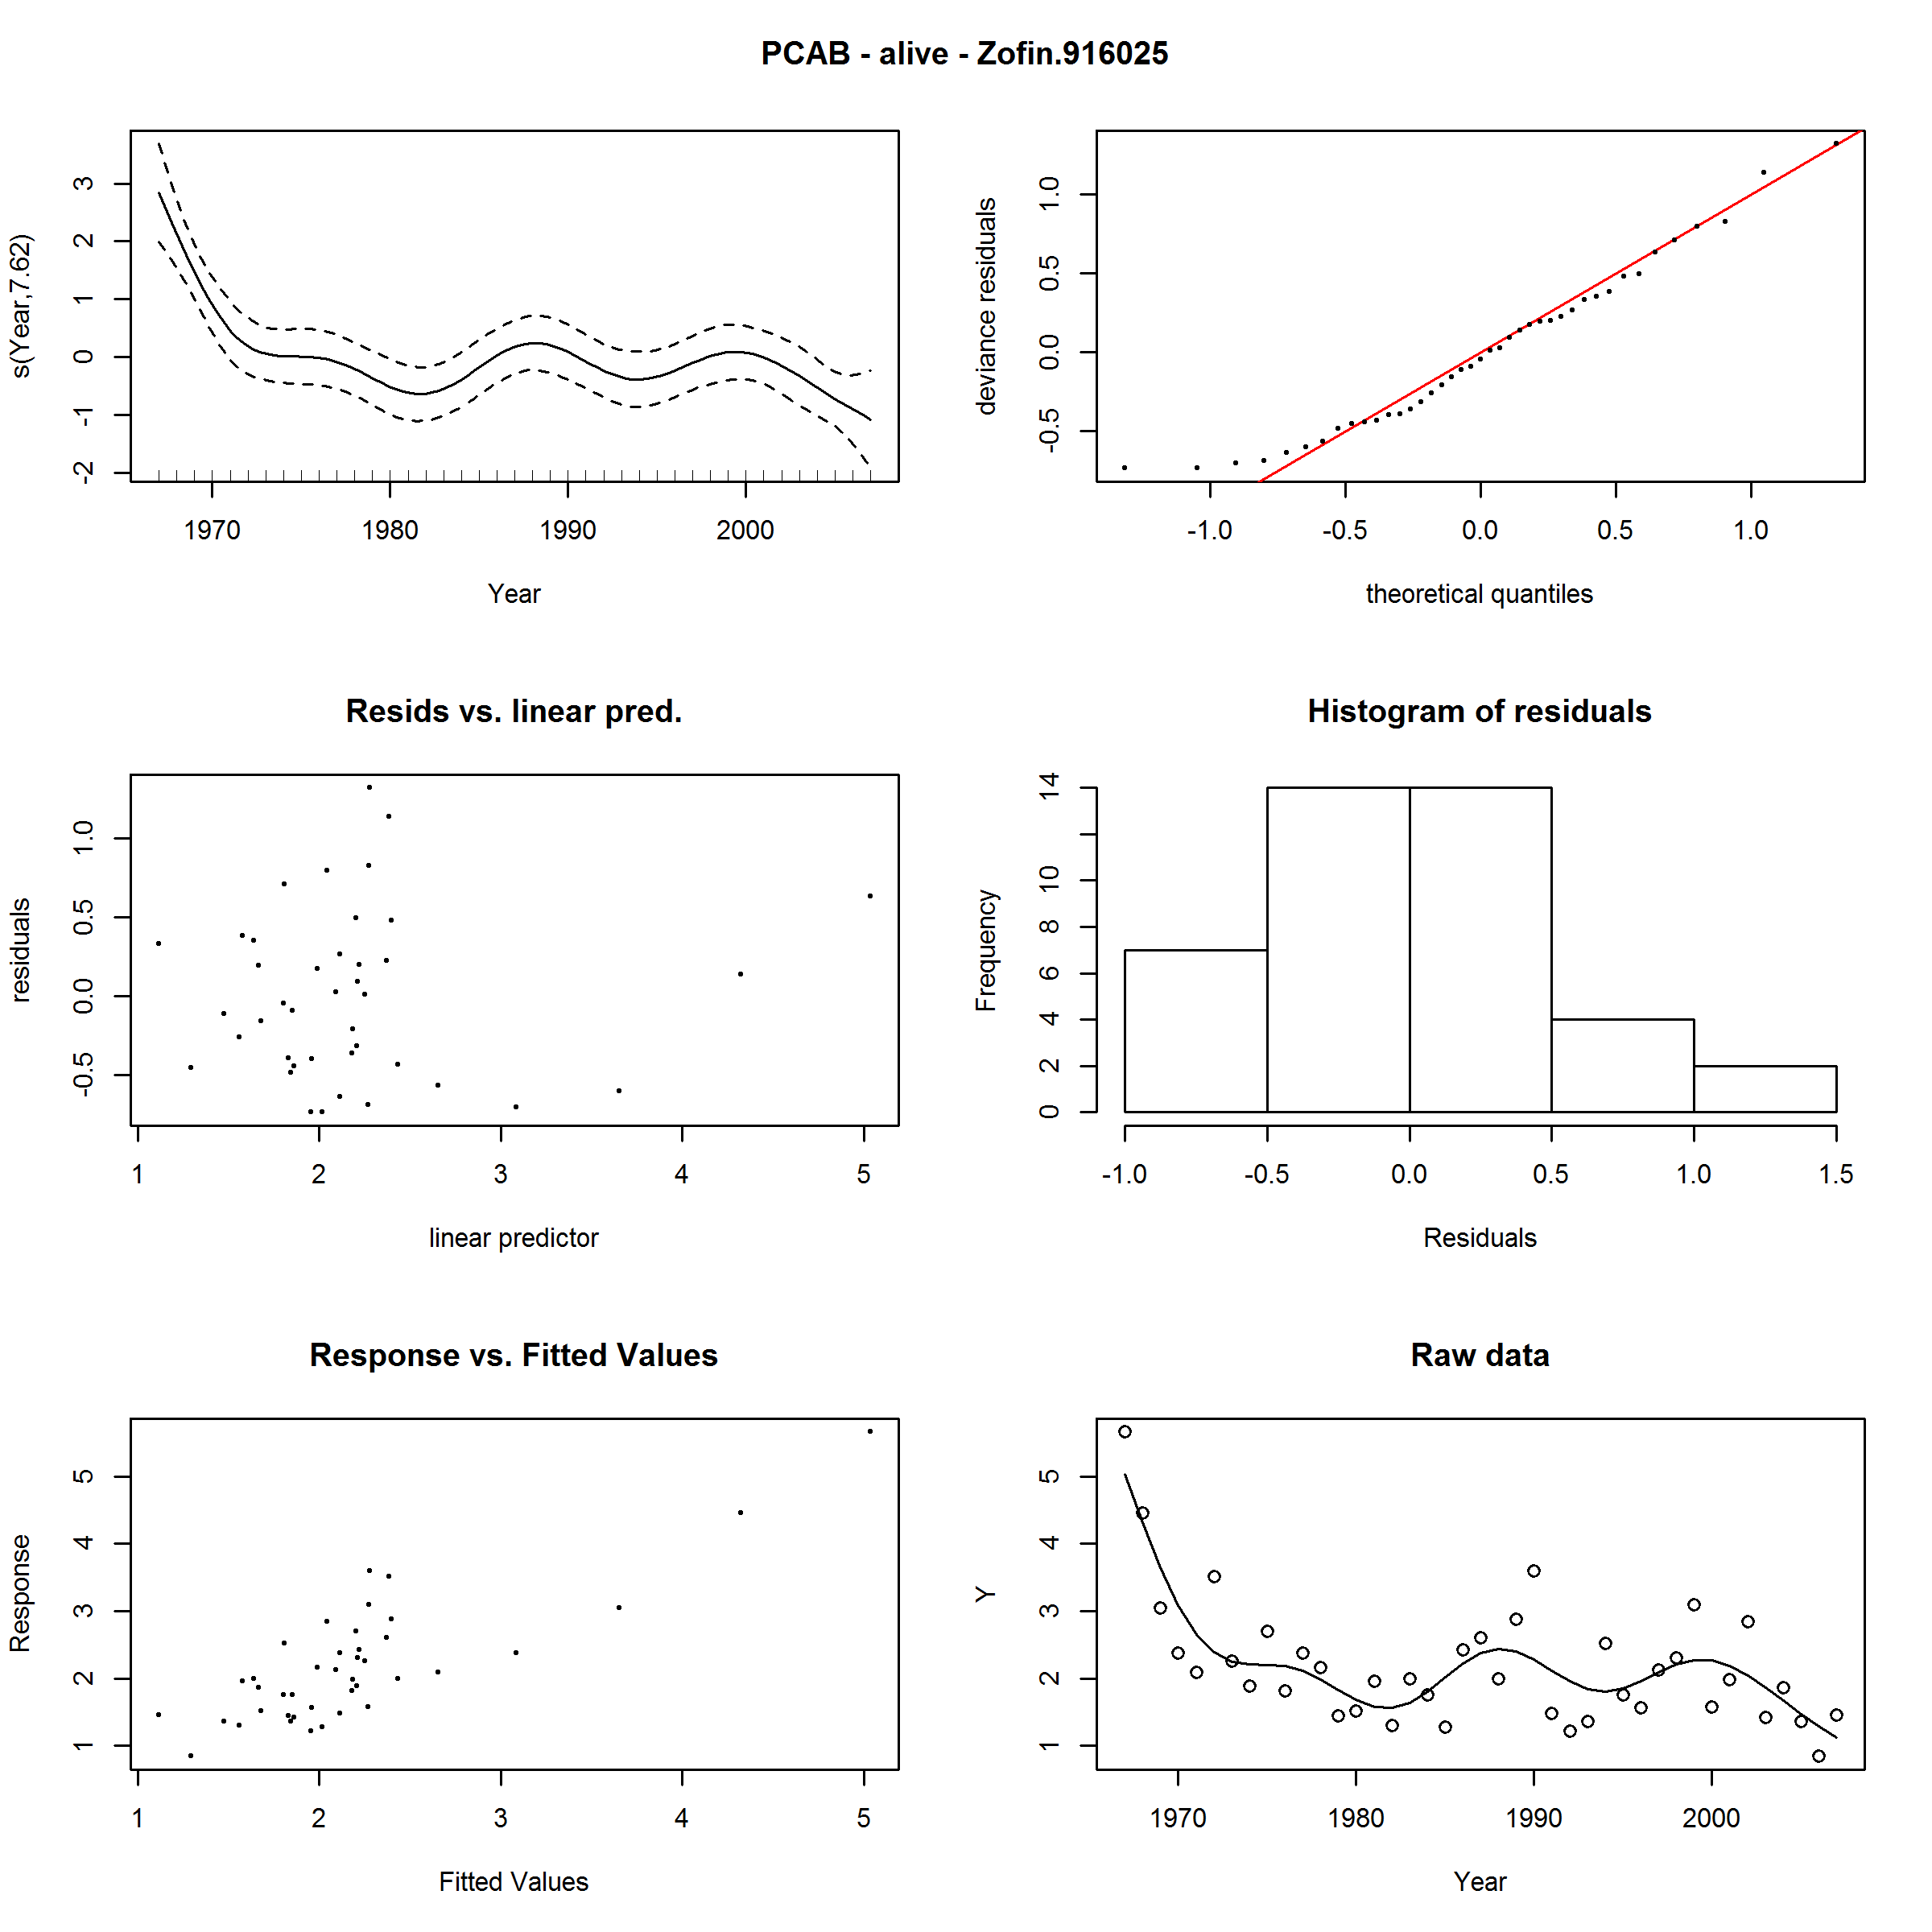 PCAB - alive - Zofin.916025
s(Year,7.62)
3
2
1
0
-1
-2
1970 1980 1990 2000
Year
deviance residuals
1.0
0.5
0.0
-0.5
-1.0 -0.5 0.0 0.5 1.0
theoretical quantiles
Resids vs. linear pred.
residuals
1.0
0.5
0.0
-0.5
1 2 3 4 5
linear predictor
Histogram of residuals
Frequency
14
10
8
6
4
2
0
-1.0 -0.5 0.0 0.5 1.0 1.5
Residuals
Response vs. Fitted Values
Response
5
4
3
2
1
1 2 3 4 5
Fitted Values
Raw data
Y
5
4
3
2
1
1970 1980 1990 2000
Year